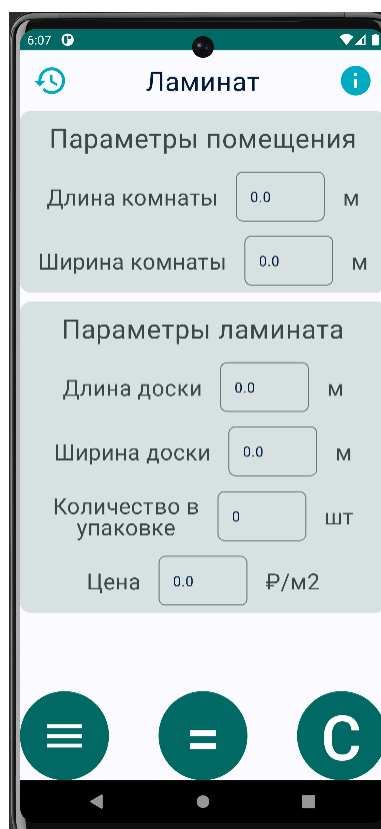 6:07
Ламинат
Параметры помещения
Длина комнаты 0.0 м
Ширина комнаты 0.0 м
Параметры ламината
Длина доски 0.0 м
Ширина доски 0.0 м
Количество в
упаковке 0 шт
Цена 0.0 ₽/м2
= C